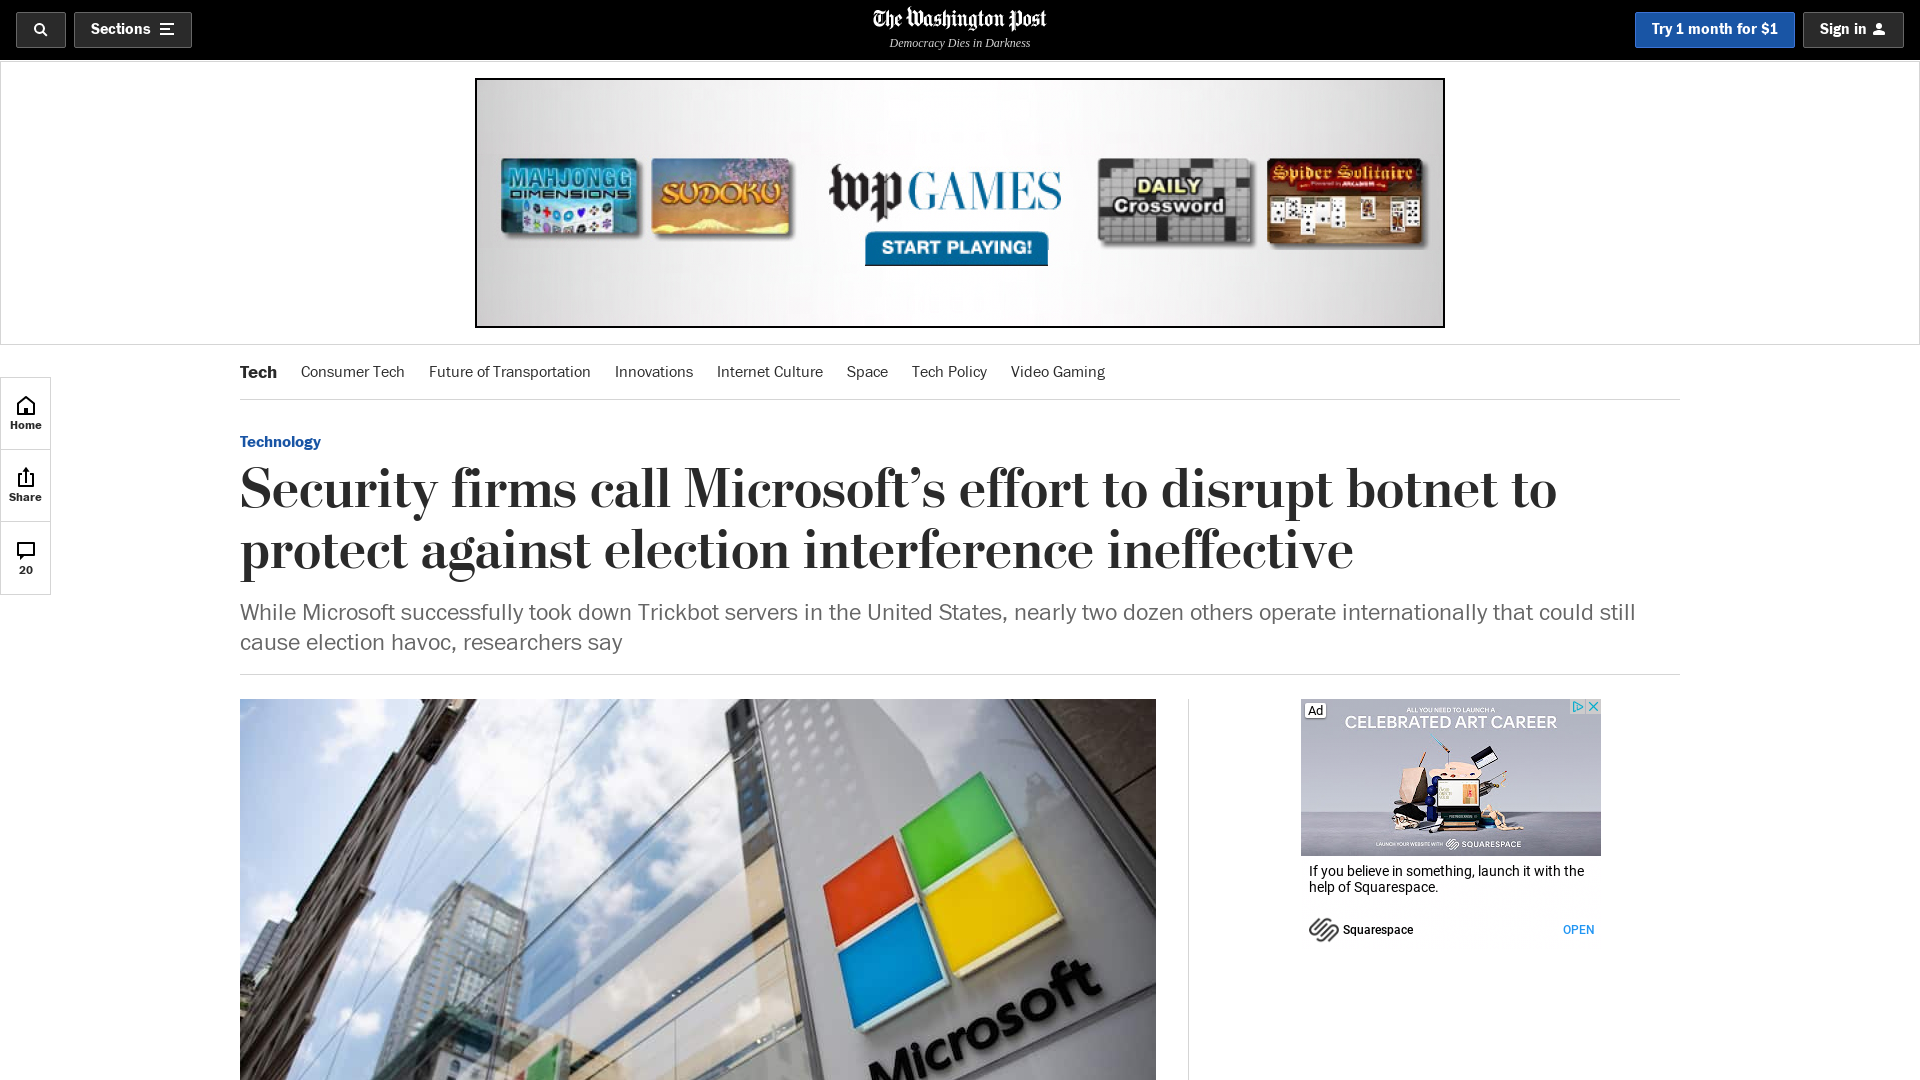 Sections
The Washington Post
Democracy Dies in Darkness
Try 1 month for $1
Sign in
MAHJONGG
DIMENSIONS
SUDOKU
wp GAMES
START PLAYING!
DAILY
Crossword
Spider Solitaire
Tech
Consumer Tech
Future of Transportation
Innovations
Internet Culture
Space
Tech Policy
Video Gaming
Home
Share
20
Technology
Security firms call Microsoft’s effort to disrupt botnet to
protect against election interference ineffective
While Microsoft successfully took down Trickbot servers in the United States, nearly two dozen others operate internationally that could still
cause election havoc, researchers say
Microsoft
Ad
ALL YOU NEED TO LAUNCH A
CELEBRATED ART CAREER
LAUNCH YOUR WEBSITE WITH SQUARESPACE
If you believe in something, launch it with the
help of Squarespace.
Squarespace
OPEN